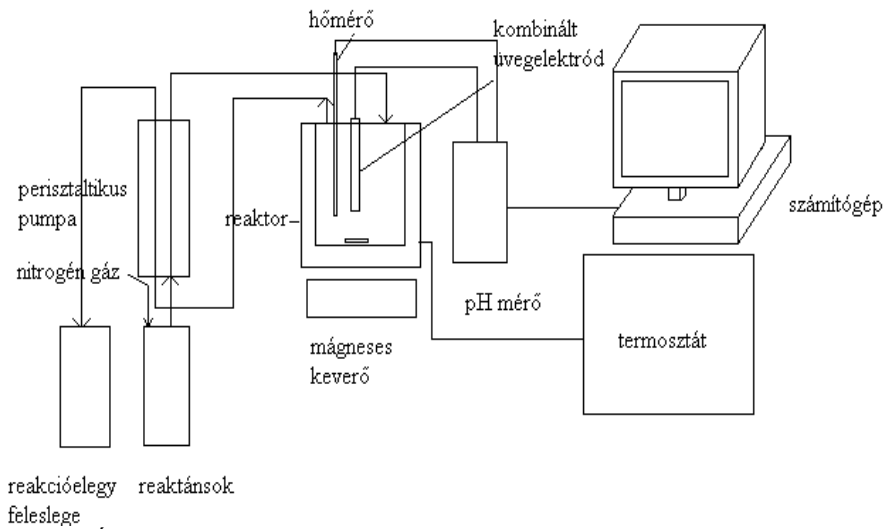 hőmérő
kombinált
üvegelektród
perisztaltikus
pumpa
reaktor
számítógép
nitrogén gáz
pH mérő
termosztát
mágneses
keverő
reakcióelegy
feleslege
reaktánsok